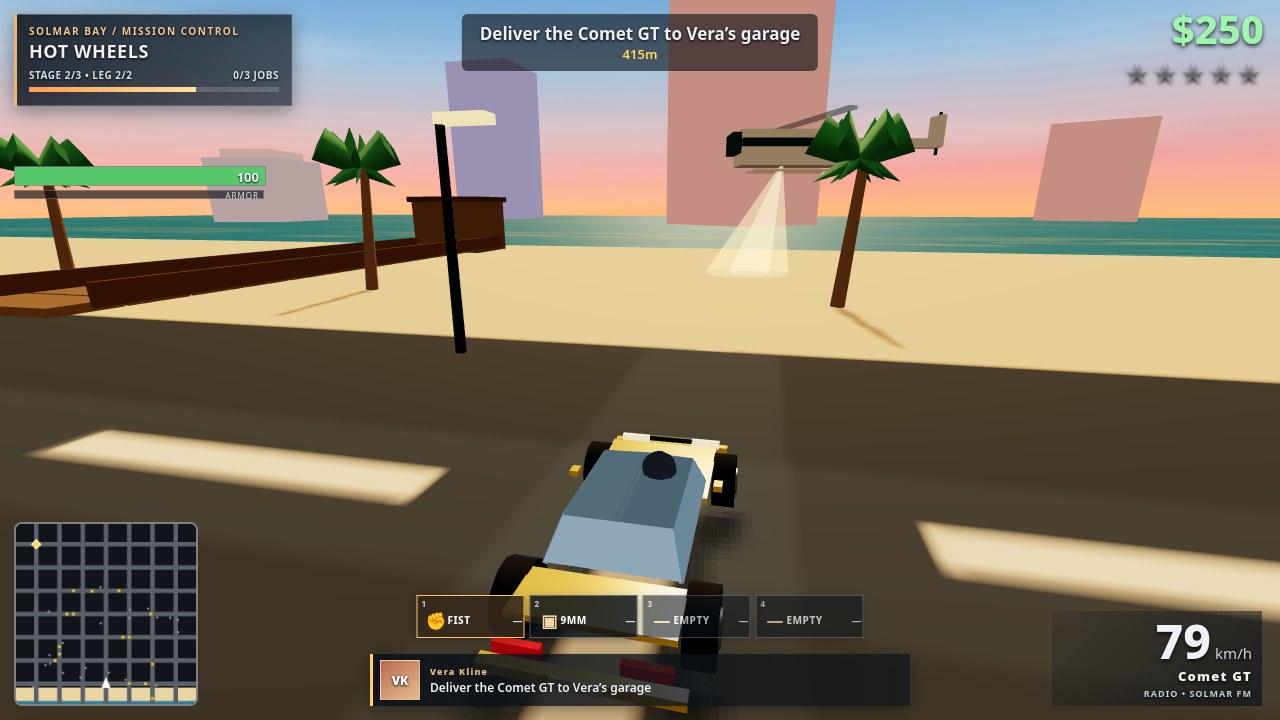 SOLMAR BAY / MISSION CONTROL
HOT WHEELS
STAGE 2/3 • LEG 2/2 0/3 JOBS
Deliver the Comet GT to Vera's garage
415m
$250
100
ARMOR
1 FIST —
2 9MM —
3 EMPTY —
4 EMPTY —
VK
Vera Kline
Deliver the Comet GT to Vera's garage
79 km/h
Comet GT
RADIO • SOLMAR FM